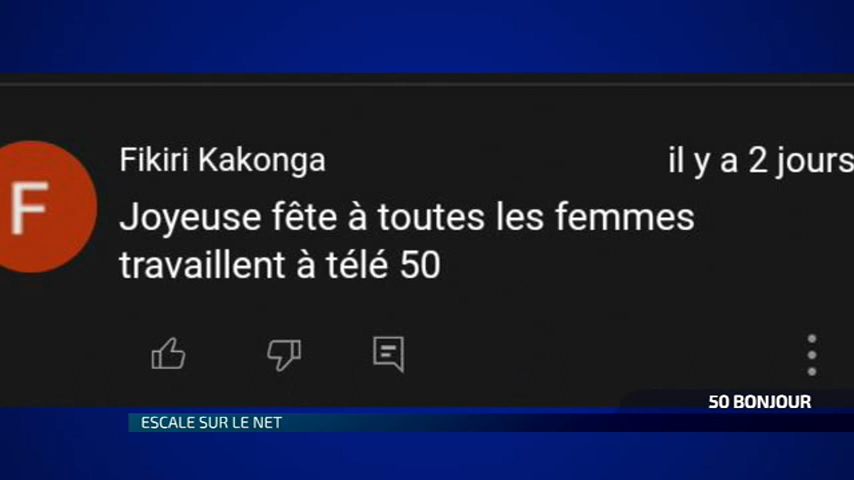 F
Fikiri Kakonga
il y a 2 jours
Joyeuse fête à toutes les femmes
travaillent à télé 50
50 BONJOUR
ESCALE SUR LE NET